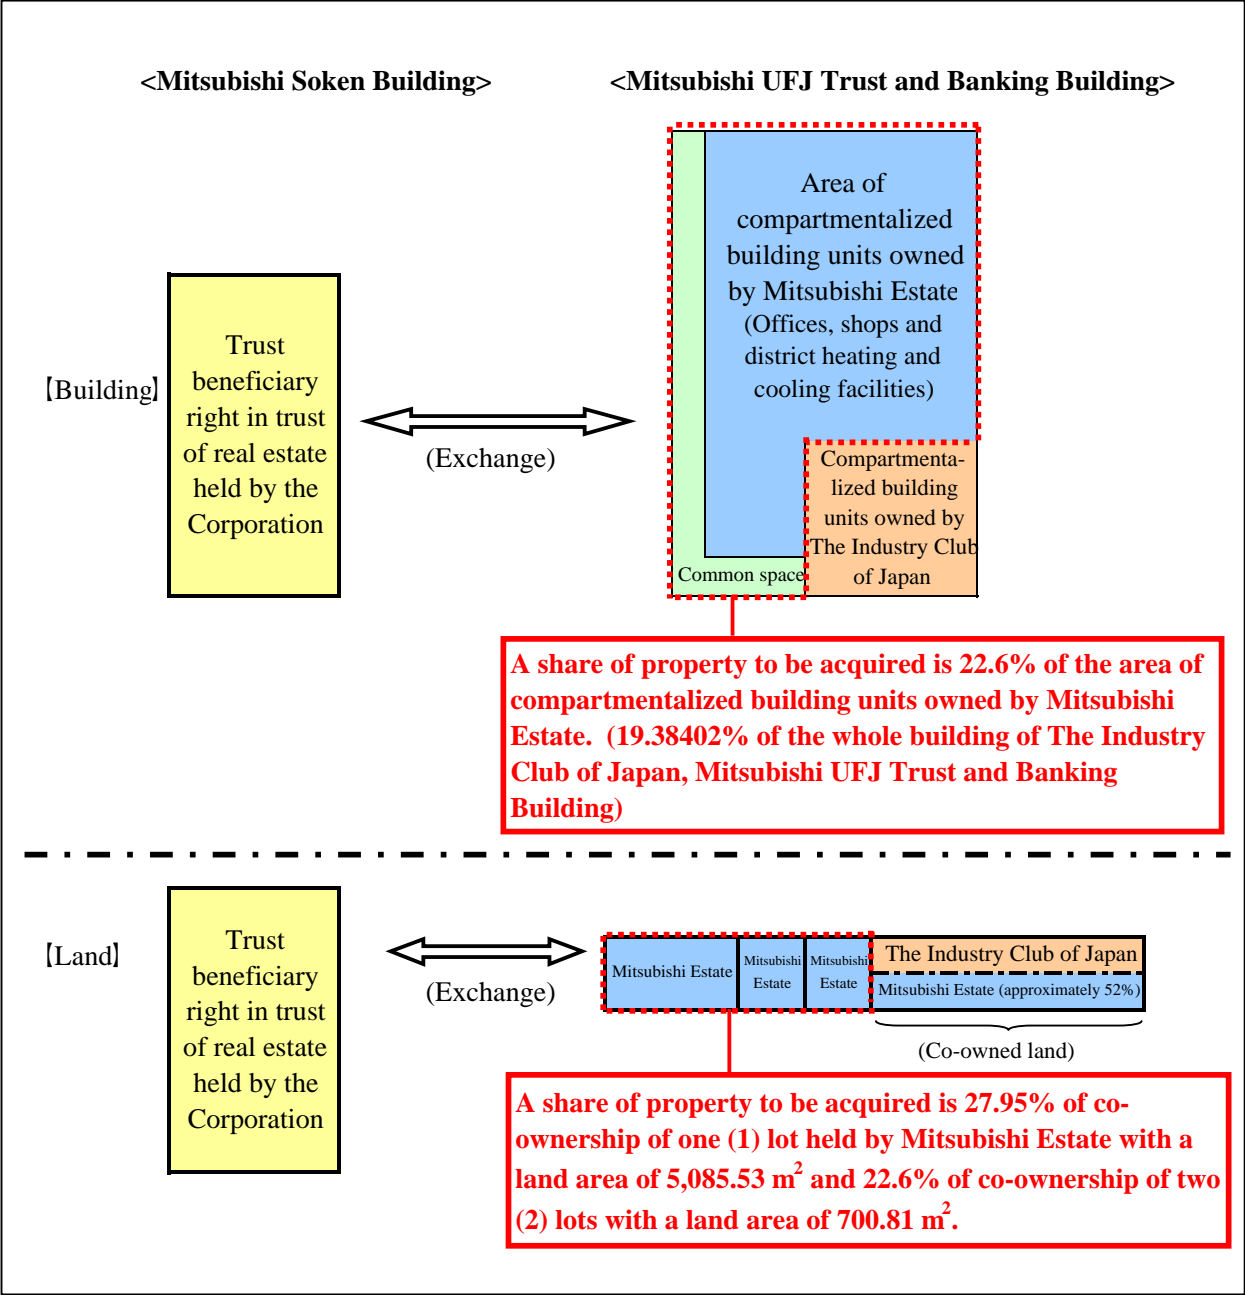 <Mitsubishi Soken Building>
<Mitsubishi UFJ Trust and Banking Building>
【Building】
Trust
beneficiary
right in trust
of real estate
held by the
Corporation
(Exchange)
Area of
compartmentalized
building units owned
by Mitsubishi Estate
(Offices, shops and
district heating and
cooling facilities)
Compartmenta-
lized building
units owned by
The Industry Club
of Japan
Common space
A share of property to be acquired is 22.6% of the area of
compartmentalized building units owned by Mitsubishi
Estate. (19.38402% of the whole building of The Industry
Club of Japan, Mitsubishi UFJ Trust and Banking
Building)
【Land】
Trust
beneficiary
right in trust
of real estate
held by the
Corporation
(Exchange)
Mitsubishi Estate
Mitsubishi
Estate
Mitsubishi
Estate
The Industry Club of Japan
Mitsubishi Estate (approximately 52%)
(Co-owned land)
A share of property to be acquired is 27.95% of co-
ownership of one (1) lot held by Mitsubishi Estate with a
land area of 5,085.53 m² and 22.6% of co-ownership of two
(2) lots with a land area of 700.81 m².